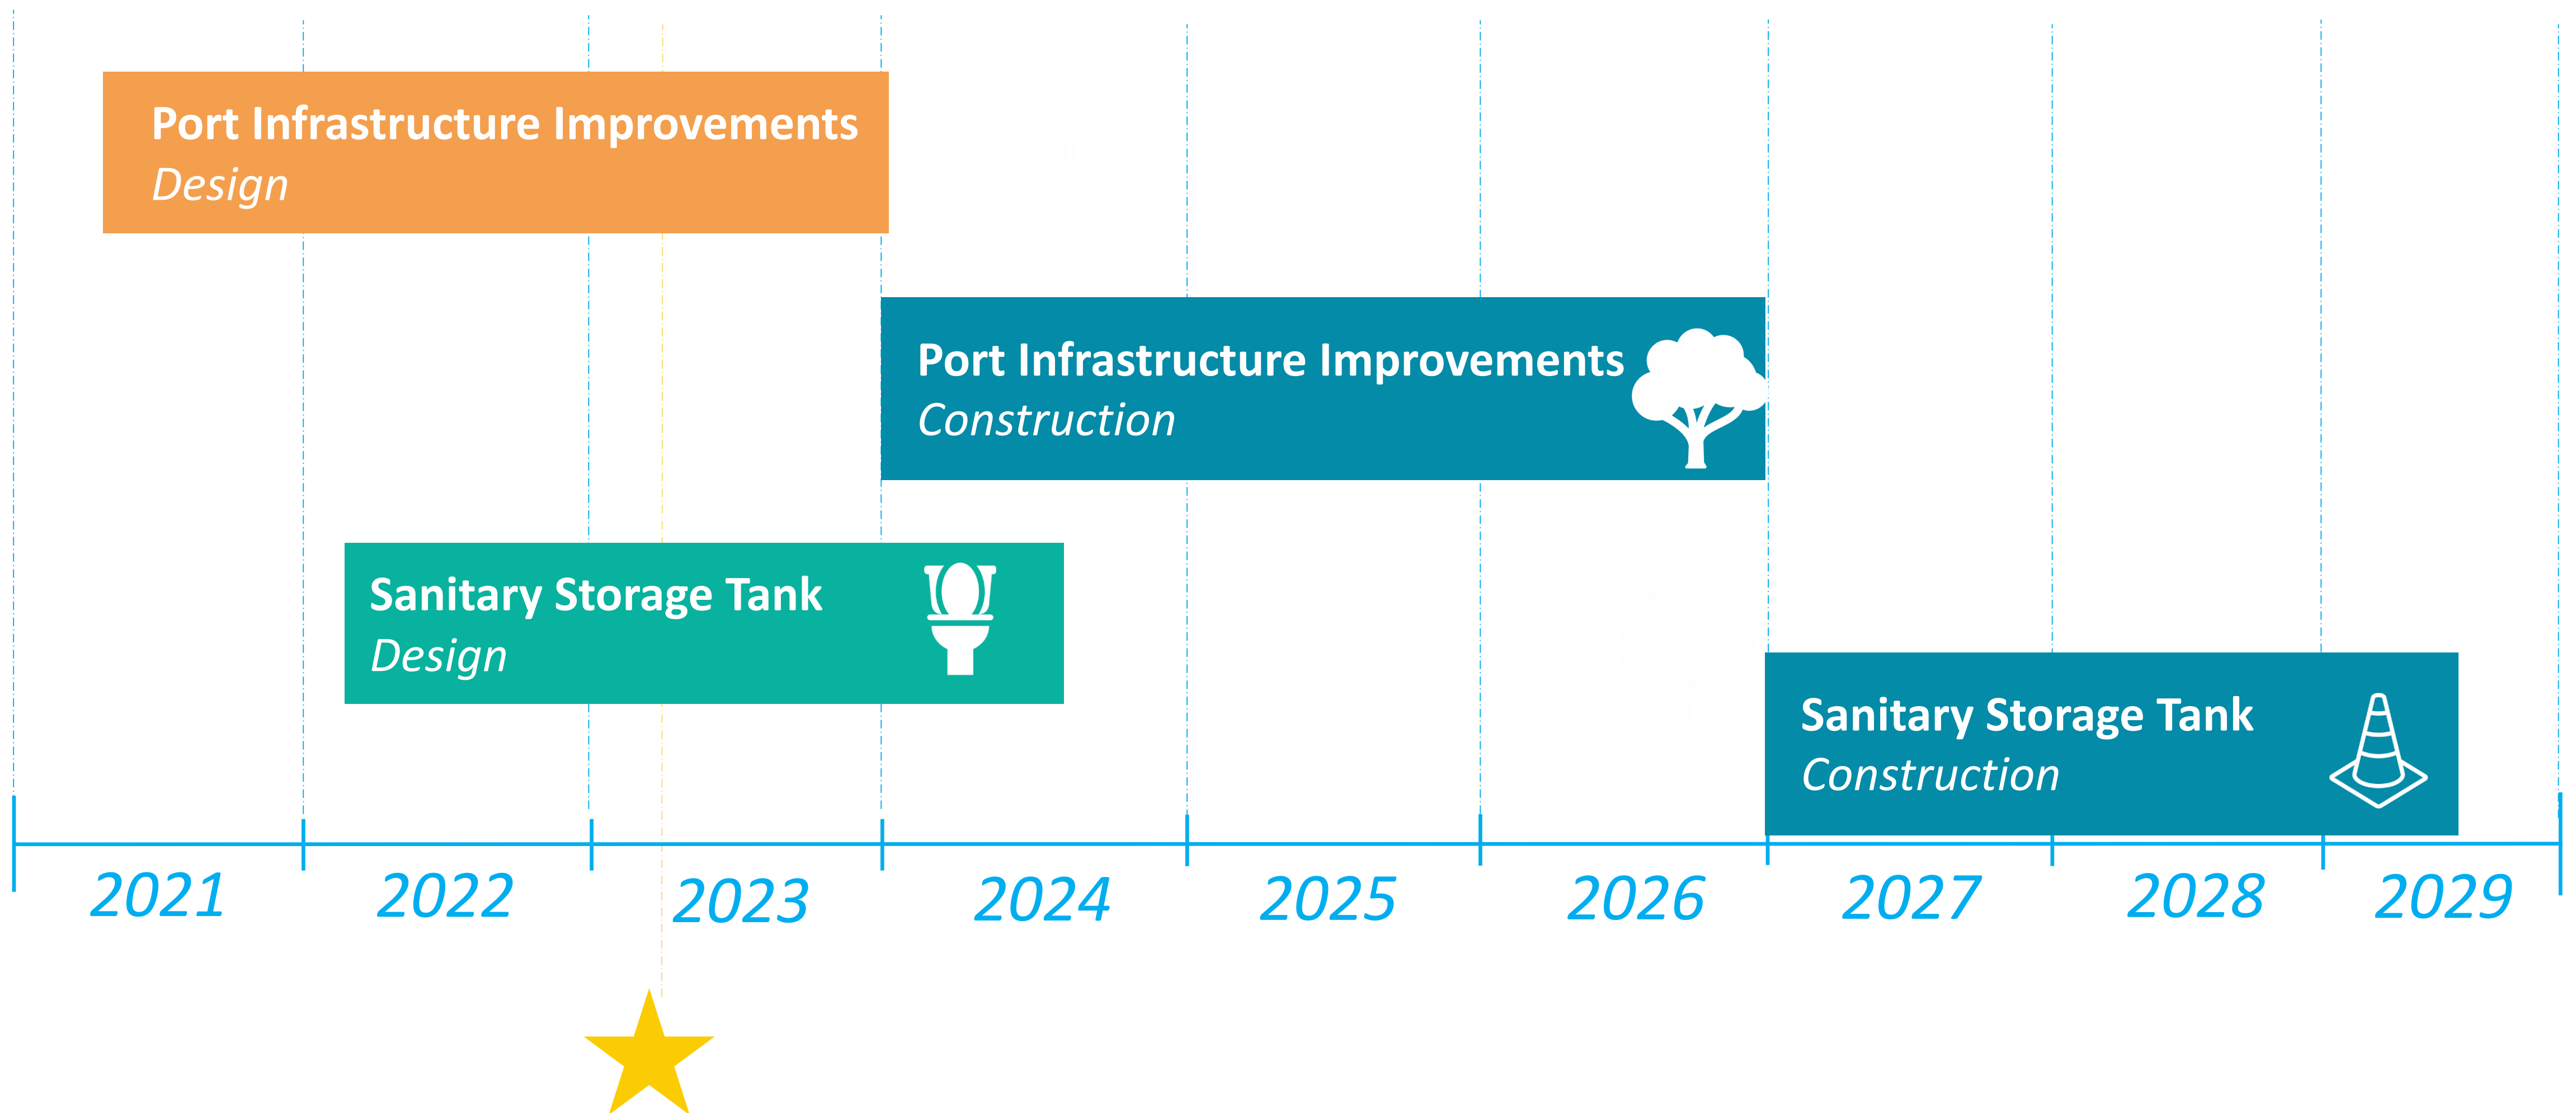 Port Infrastructure Improvements
Design
Port Infrastructure Improvements
Construction
Sanitary Storage Tank
Design
Sanitary Storage Tank
Construction
2021 2022 2023 2024 2025 2026 2027 2028 2029